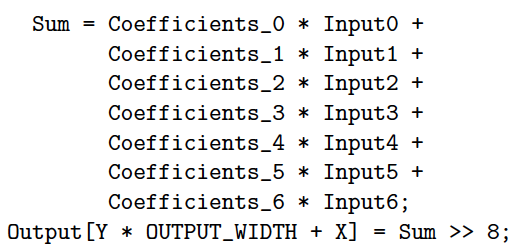 Sum = Coefficients_0 * Input0 +
Coefficients_1 * Input1 +
Coefficients_2 * Input2 +
Coefficients_3 * Input3 +
Coefficients_4 * Input4 +
Coefficients_5 * Input5 +
Coefficients_6 * Input6;
Output[Y * OUTPUT_WIDTH + X] = Sum >> 8;